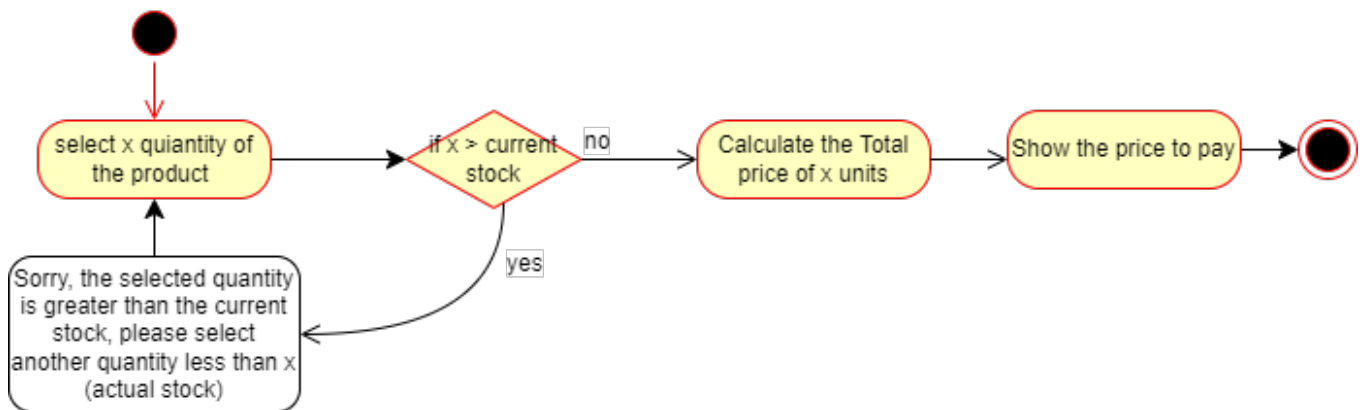 select x quiantity of
the product
if x > current
stock
no
Calculate the Total
price of x units
Show the price to pay
yes
Sorry, the selected quantity
is greater than the current
stock, please select
another quantity less than x
(actual stock)